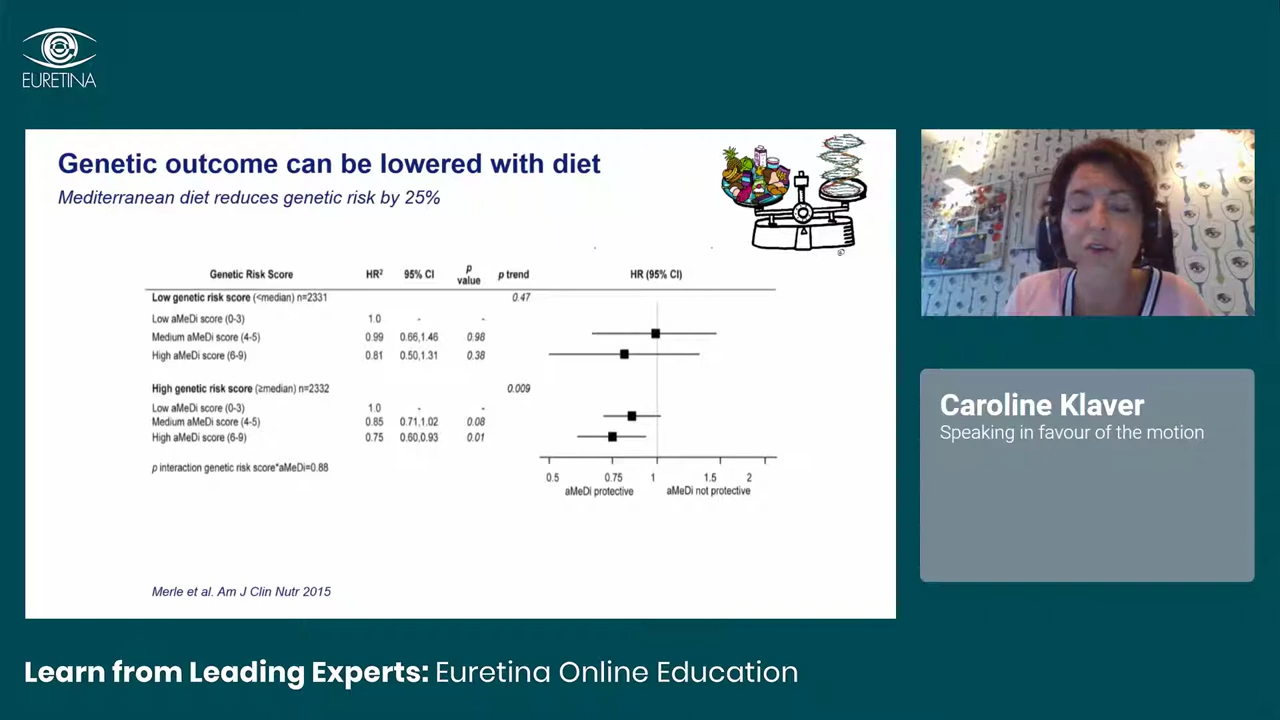 EURETINA
Genetic outcome can be lowered with diet
Mediterranean diet reduces genetic risk by 25%
Genetic Risk Score HR² 95% CI p value p trend HR (95% CI)
Low genetic risk score (<median) n=2331 0.47
Low aMeDi score (0-3) 1.0 - -
Medium aMeDi score (4-5) 0.99 0.66,1.46 0.98
High aMeDi score (6-9) 0.81 0.50,1.31 0.38
High genetic risk score (≥median) n=2332 0.009
Low aMeDi score (0-3) 1.0 - -
Medium aMeDi score (4-5) 0.85 0.71,1.02 0.08
High aMeDi score (6-9) 0.75 0.60,0.93 0.01
p interaction genetic risk score*aMeDi=0.88
0.5 0.75 1 1.5 2
aMeDi protective aMeDi not protective
Merle et al. Am J Clin Nutr 2015
Caroline Klaver
Speaking in favour of the motion
Learn from Leading Experts: Euretina Online Education